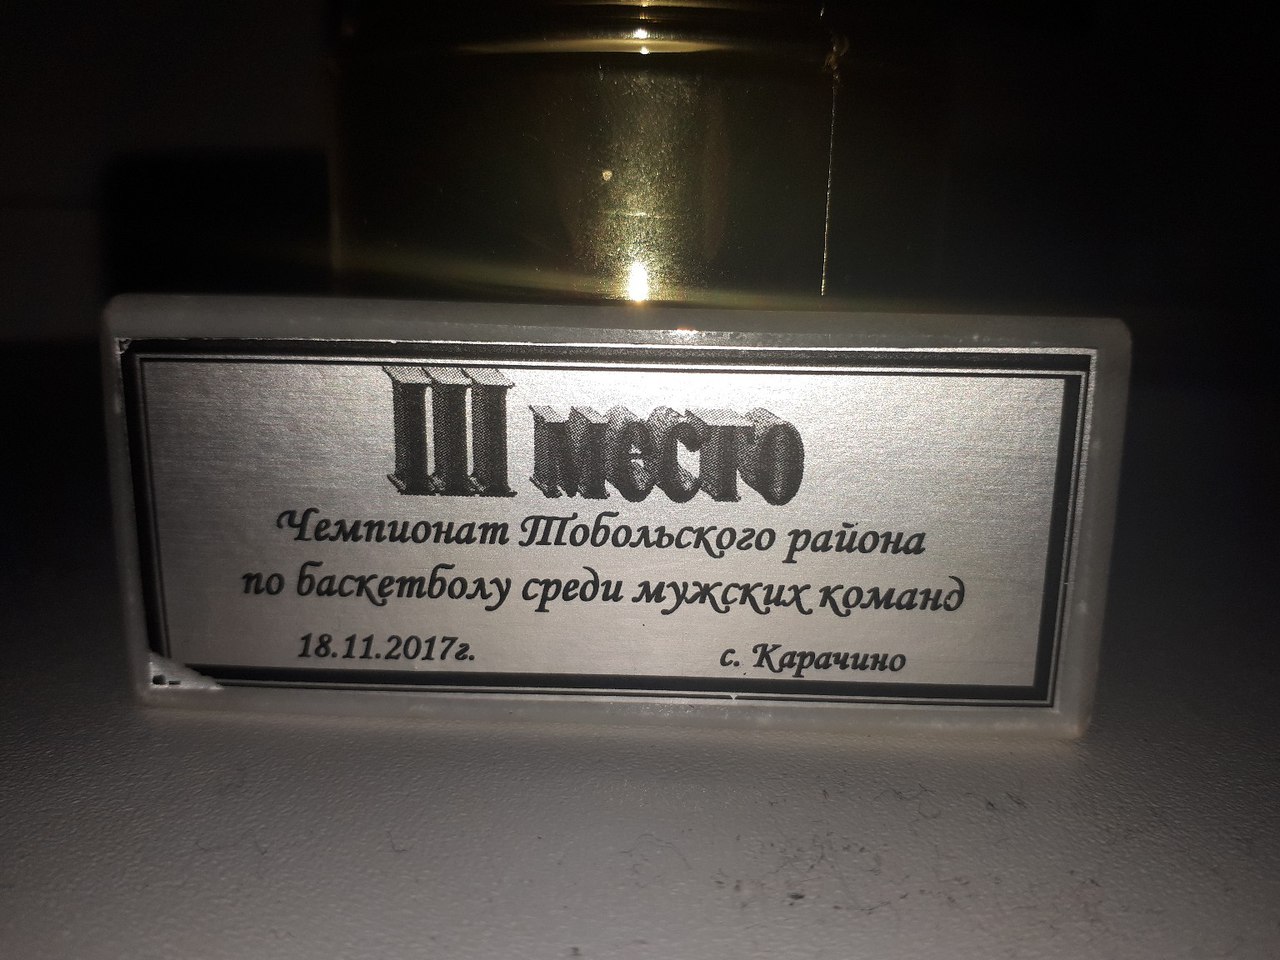 III место
Чемпионат Тобольского района
по баскетболу среди мужских команд
18.11.2017г. с. Карачино